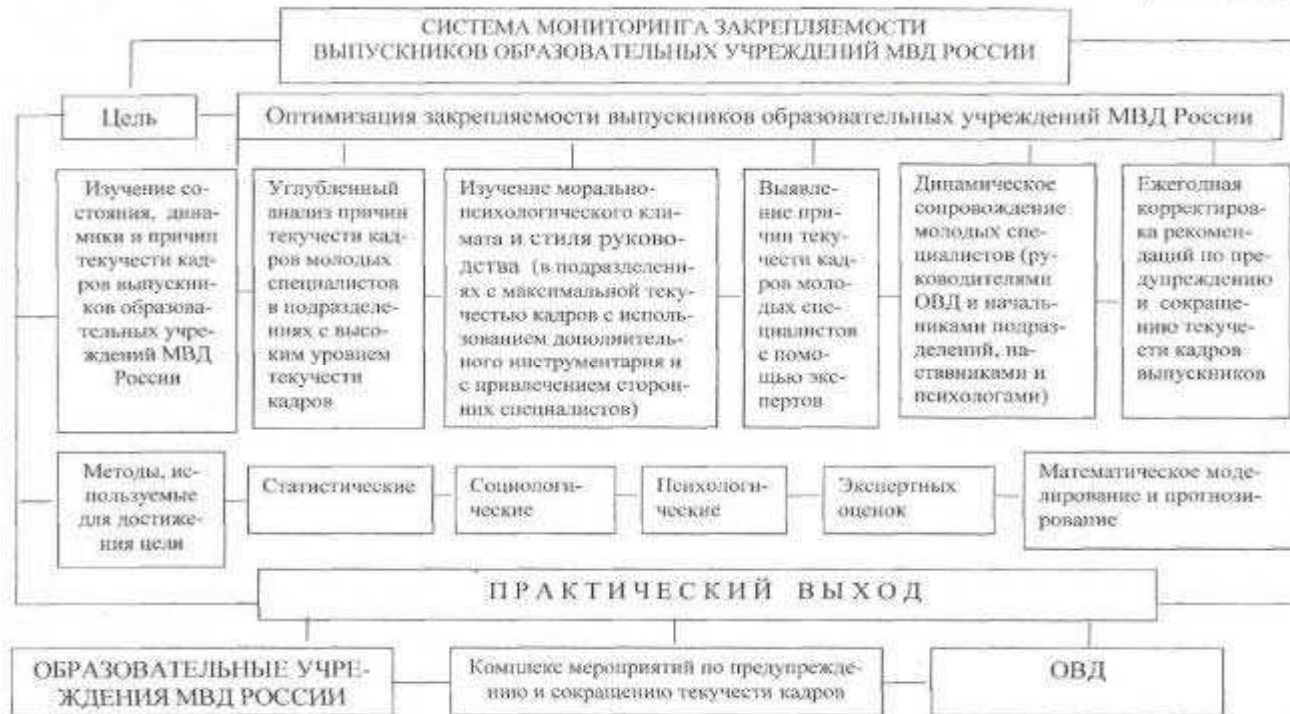 СИСТЕМА МОНИТОРИНГА ЗАКРЕПЛЯЕМОСТИ
ВЫПУСКНИКОВ ОБРАЗОВАТЕЛЬНЫХ УЧРЕЖДЕНИЙ МВД РОССИИ
Цель
Оптимизация закрепляемости выпускников образовательных учреждений МВД России
Изучение со-
стояния, дина-
мики и причин
текучести кад-
ров выпускни-
ков образова-
тельных учре-
ждений МВД
России
Углубленный
анализ причин
текучести кад-
ров молодых
специалистов
в подразделе-
ниях с высо-
ким уровнем
текучести
кадров
Изучение морально-
психологического кли-
мата и стиля руково-
дства (в подразделени-
ях с максимальной теку-
честью кадров с исполь-
зованием дополнитель-
ного инструментария и
с привлечением сторон-
них специалистов)
Выявле-
ние при-
чин теку-
чести кад-
ров моло-
дых спе-
циалистов
с помо-
щью экс-
пертов
Динамическое
сопровождение
молодых спе-
циалистов (ру-
ководителями
ОВД и началь-
никами подраз-
делений, на-
ставниками и
психологами)
Ежегодная
корректиров-
ка рекомен-
даций по пре-
дупреждению
и сокраще-
нию текуче-
сти кадров
выпускников
Методы, ис-
пользуемые
для достиже-
ния цели
Статистические
Социологи-
ческие
Психологи-
ческие
Экспертных
оценок
Математическое моде-
лирование и прогнози-
рование
ПРАКТИЧЕСКИЙ ВЫХОД
ОБРАЗОВАТЕЛЬНЫЕ УЧРЕ-
ЖДЕНИЯ МВД РОССИИ
Комплекс мероприятий по предупрежде-
нию и сокращению текучести кадров
ОВД